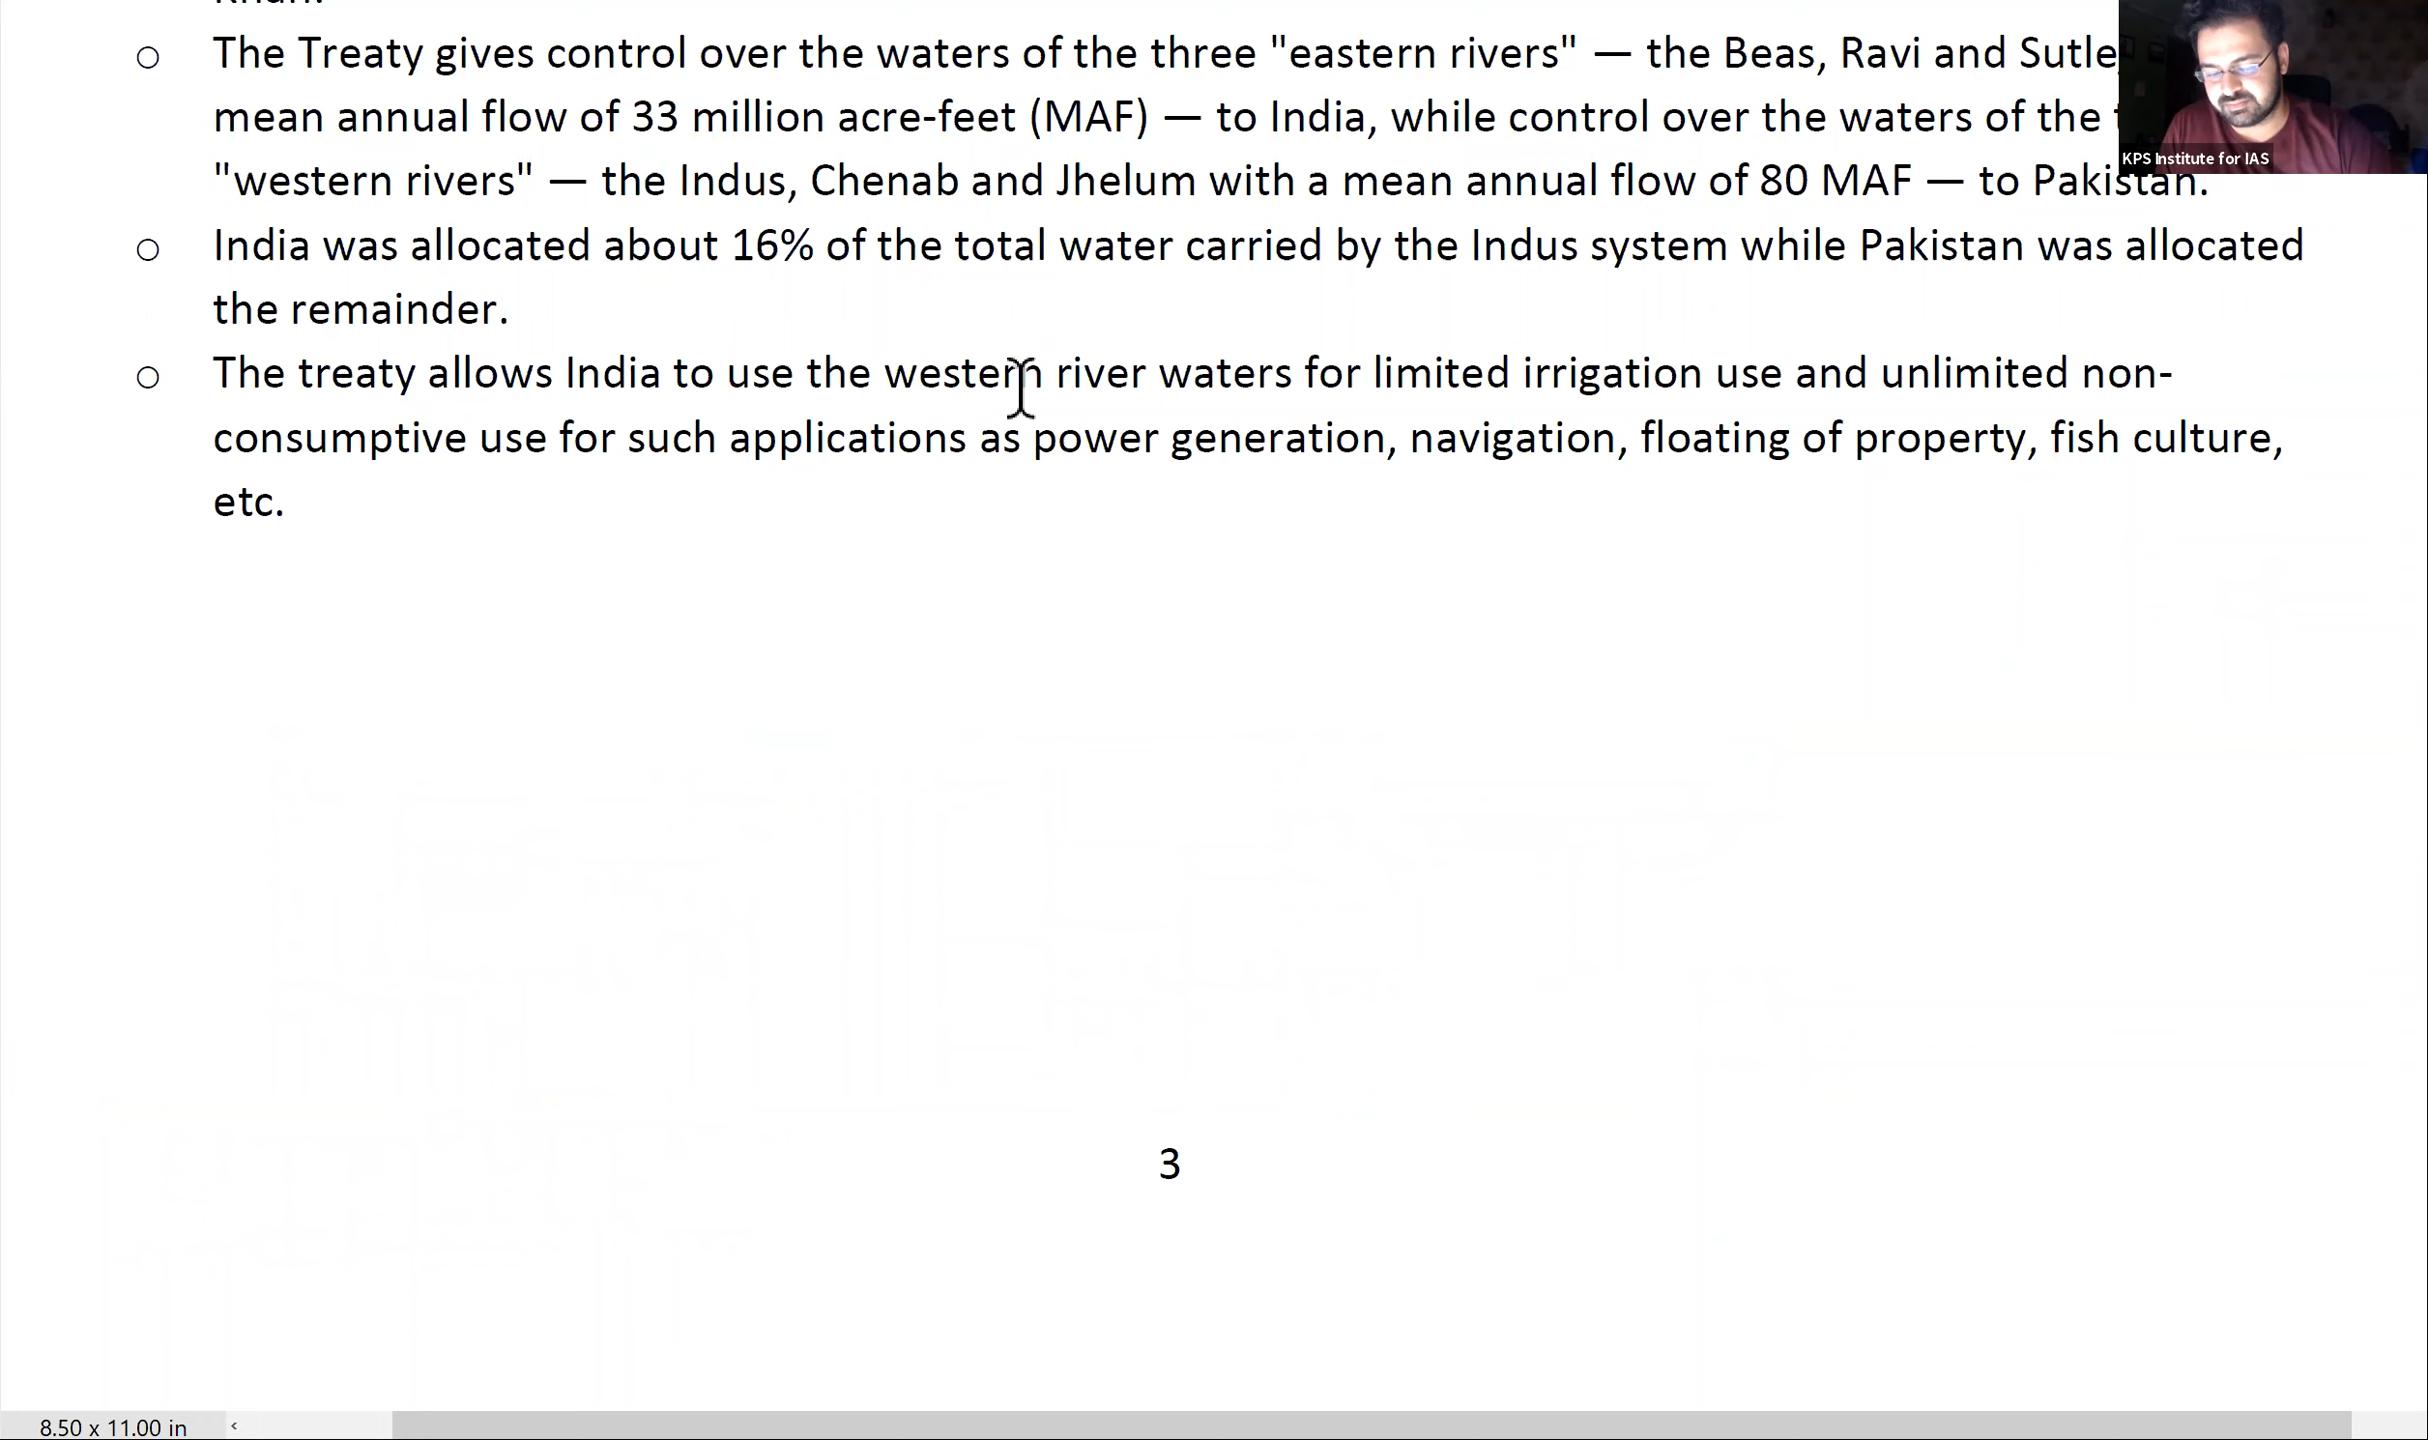 The Treaty gives control over the waters of the three "eastern rivers" — the Beas, Ravi and
mean annual flow of 33 million acre-feet (MAF) — to India, while control over the waters of the
KPS Institute for IAS
"western rivers" — the Indus, Chenab and Jhelum with a mean annual flow of 80 MAF — to Pakistan.
India was allocated about 16% of the total water carried by the Indus system while Pakistan was allocated
the remainder.
The treaty allows India to use the western river waters for limited irrigation use and unlimited non-
consumptive use for such applications as power generation, navigation, floating of property, fish culture,
etc.
3
8.50 x 11.00 in